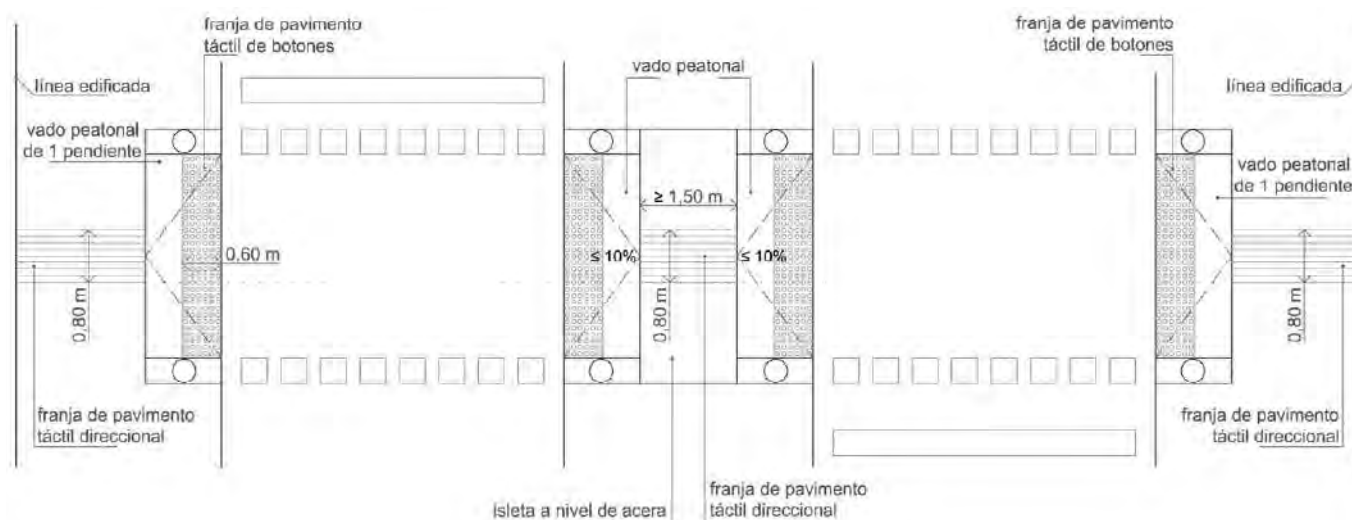 franja de pavimento
táctil de botones
línea edificada
vado peatonal
de 1 pendiente
vado peatonal
franja de pavimento
táctil de botones
línea edificada
vado peatonal
de 1 pendiente
≥ 1,50 m
0,60 m
≤ 10%
≤ 10%
0,80 m
0,80 m
0,80 m
franja de pavimento
táctil direccional
franja de pavimento
táctil direccional
isleta a nivel de acera
franja de pavimento
táctil direccional